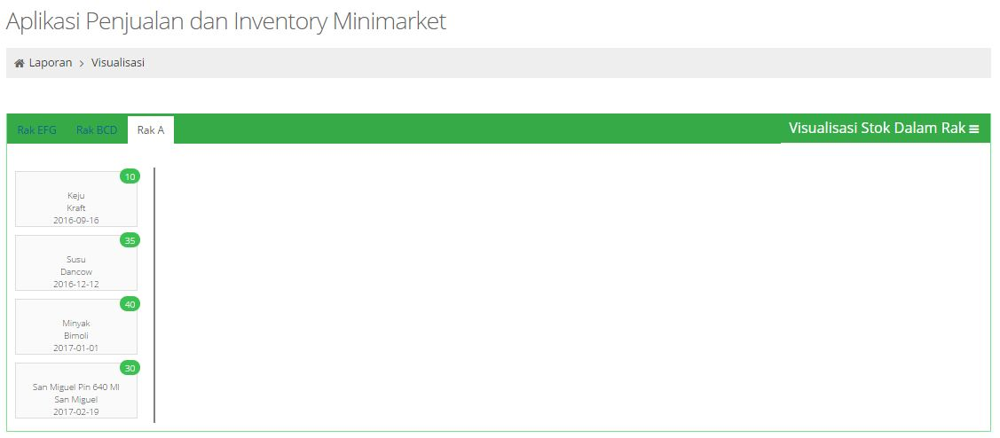 Aplikasi Penjualan dan Inventory Minimarket
Laporan > Visualisasi
Rak EFG Rak BCD Rak A Visualisasi Stok Dalam Rak
10
Keju
Kraft
2016-09-16
35
Susu
Dancow
2016-12-12
40
Minyak
Bimoli
2017-01-01
30
San Miguel Pin 640 Ml
San Miguel
2017-02-19